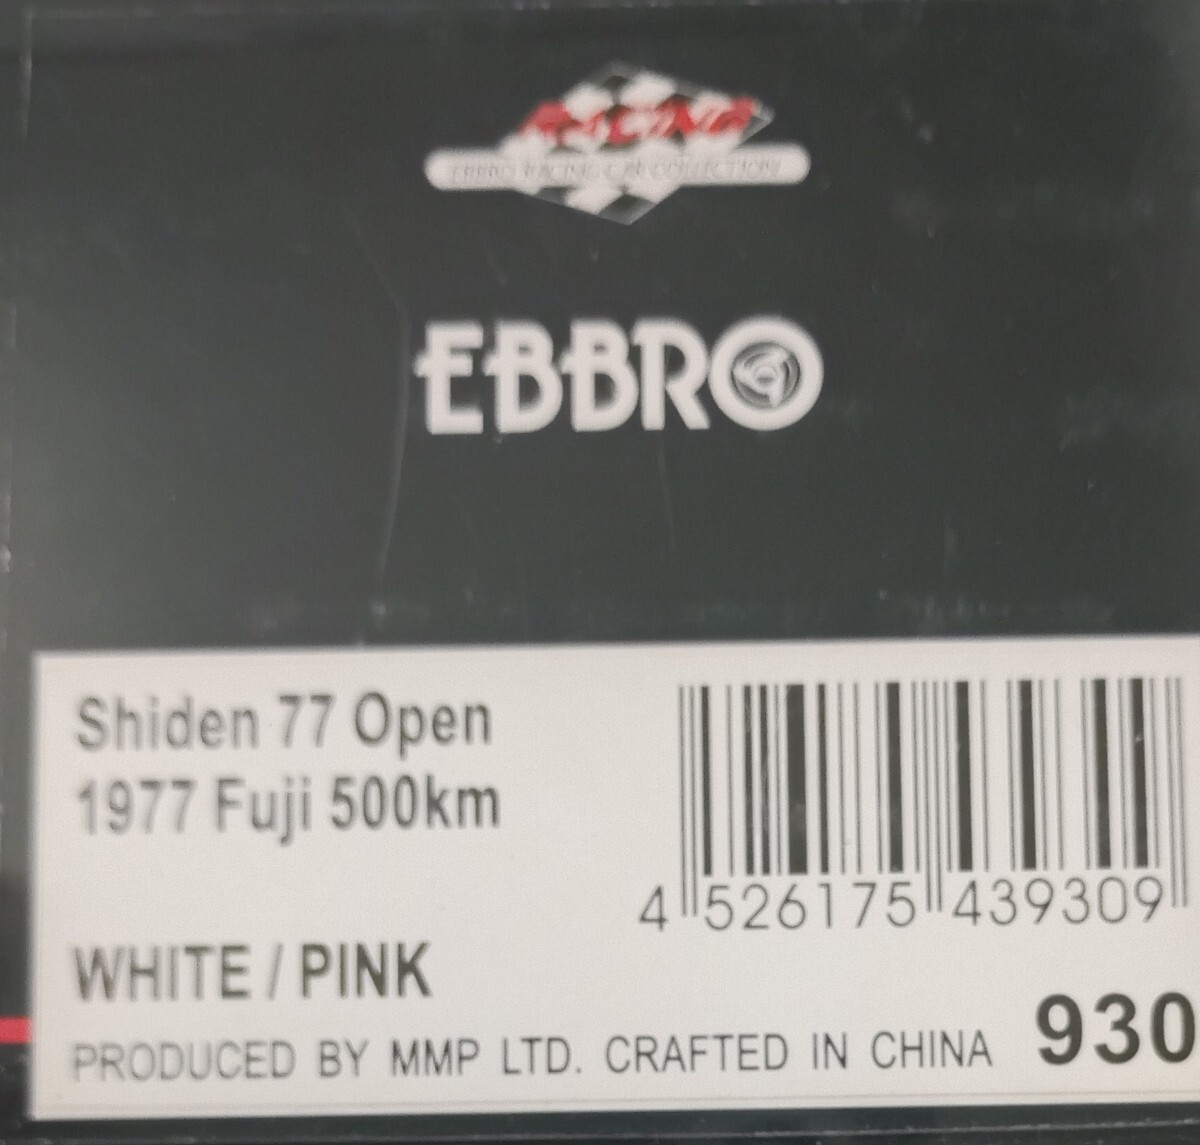 RACING
EBBRO RACING CAR COLLECTION
EBBRO
Shiden 77 Open
1977 Fuji 500km
4 526175 439309
WHITE / PINK
930
PRODUCED BY MMP LTD. CRAFTED IN CHINA